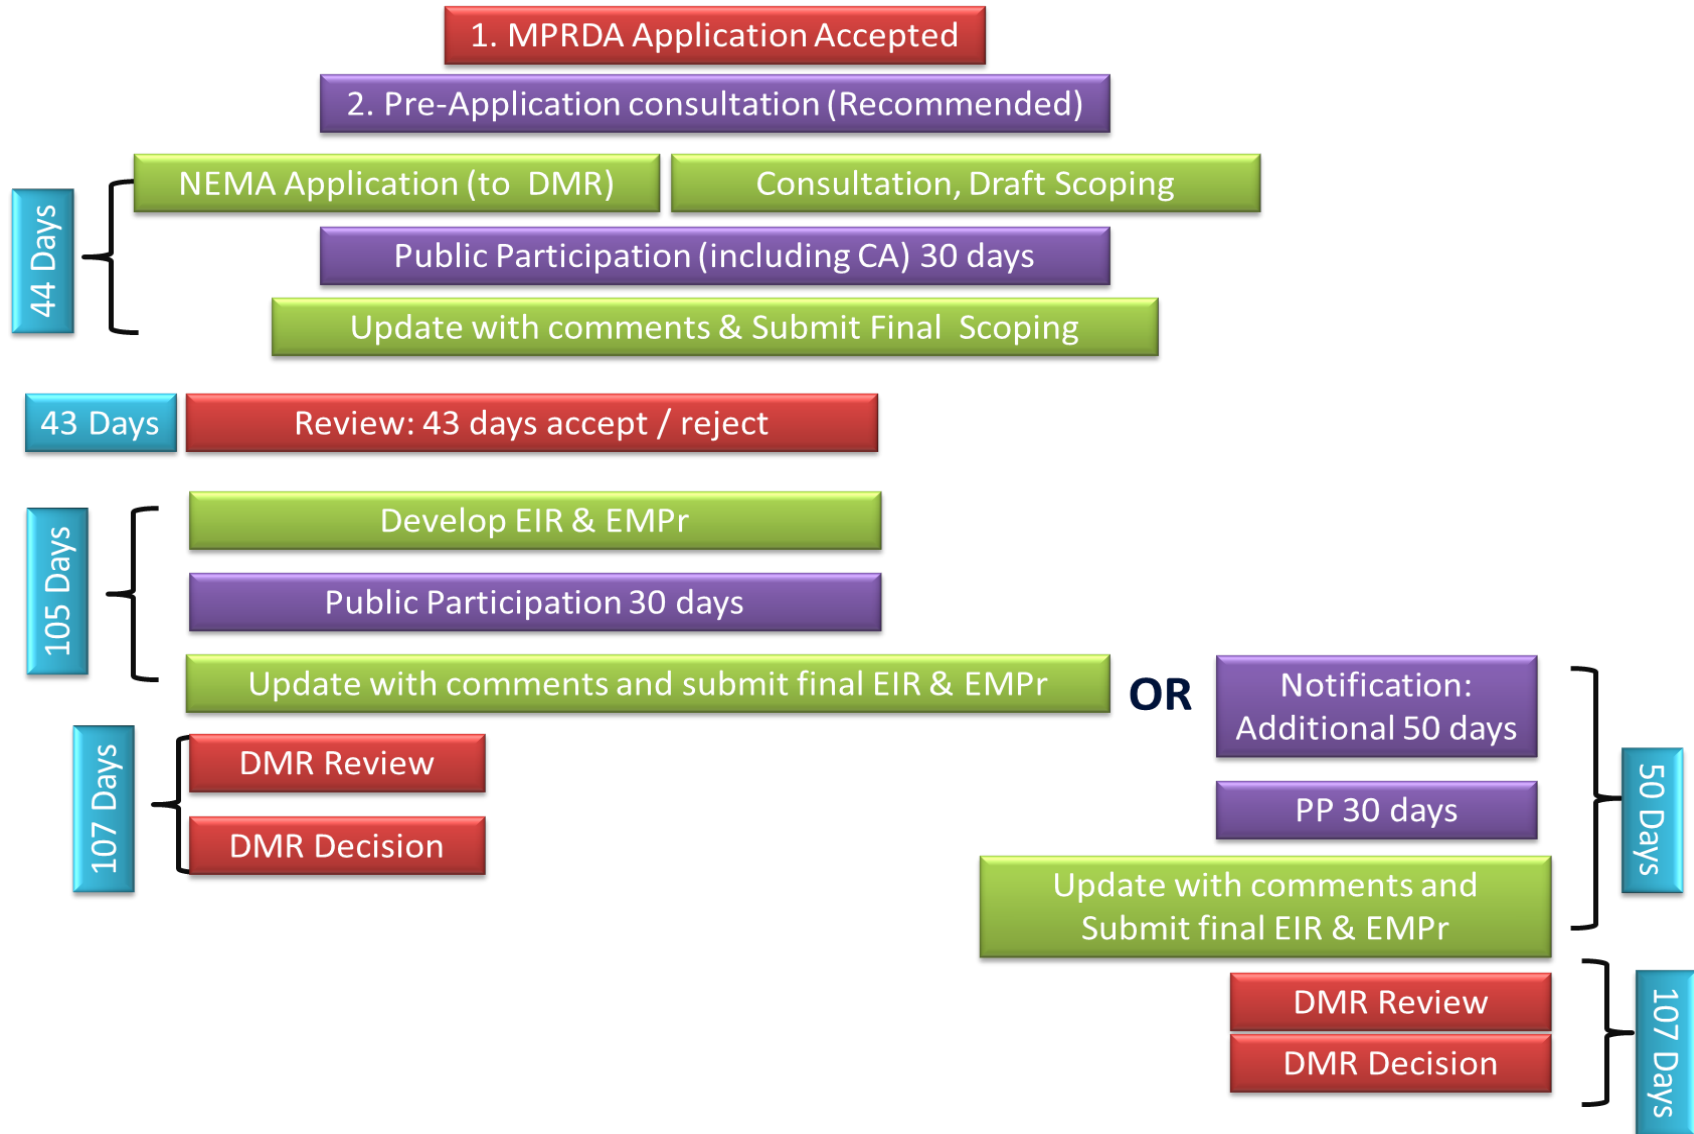 1. MPRDA Application Accepted
2. Pre-Application consultation (Recommended)
44 Days
NEMA Application (to DMR)
Consultation, Draft Scoping
Public Participation (including CA) 30 days
Update with comments & Submit Final Scoping
43 Days
Review: 43 days accept / reject
105 Days
Develop EIR & EMPr
Public Participation 30 days
Update with comments and submit final EIR & EMPr
OR
Notification:
Additional 50 days
PP 30 days
Update with comments and
Submit final EIR & EMPr
50 Days
107 Days
DMR Review
DMR Decision
DMR Review
DMR Decision
107 Days